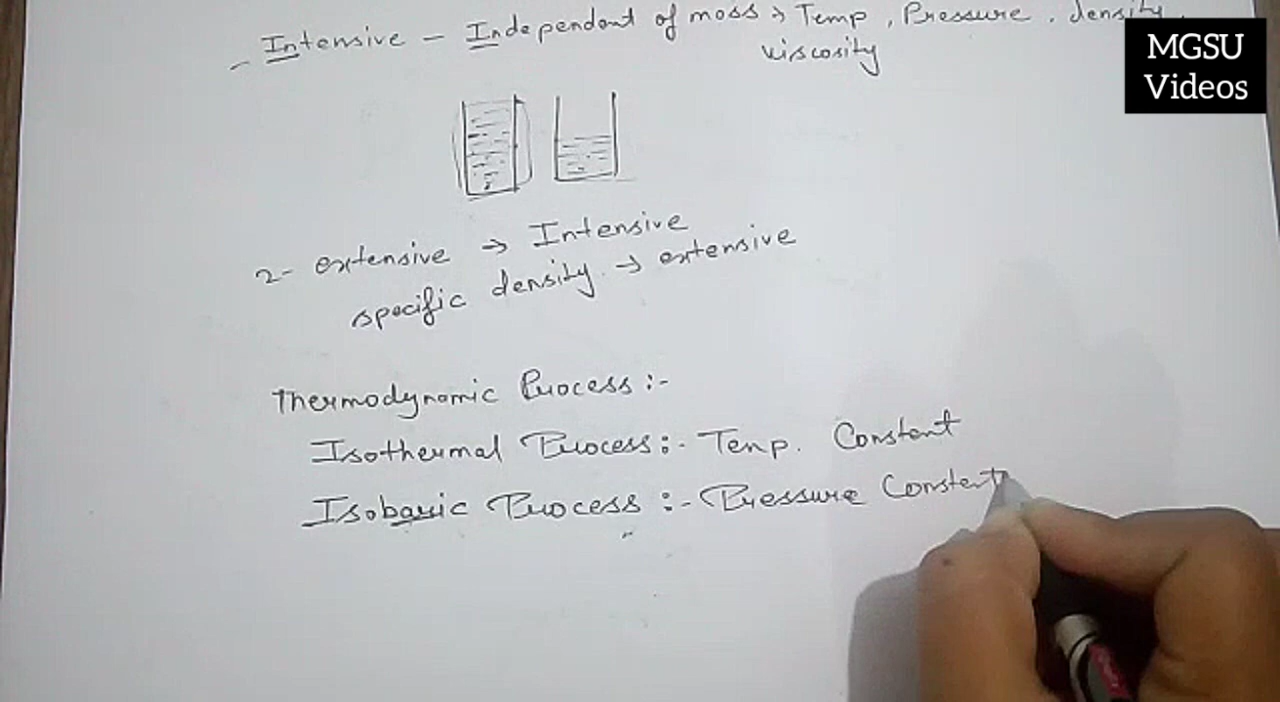 - Intensive - Independent of mass → Temp, Pressure, density,
viscosity
MGSU
Videos
2- extensive → Intensive
specific density → extensive
Thermodynamic Process :-
Isothermal Process :- Temp. Constant
Isobaric Process :- Pressure Constant